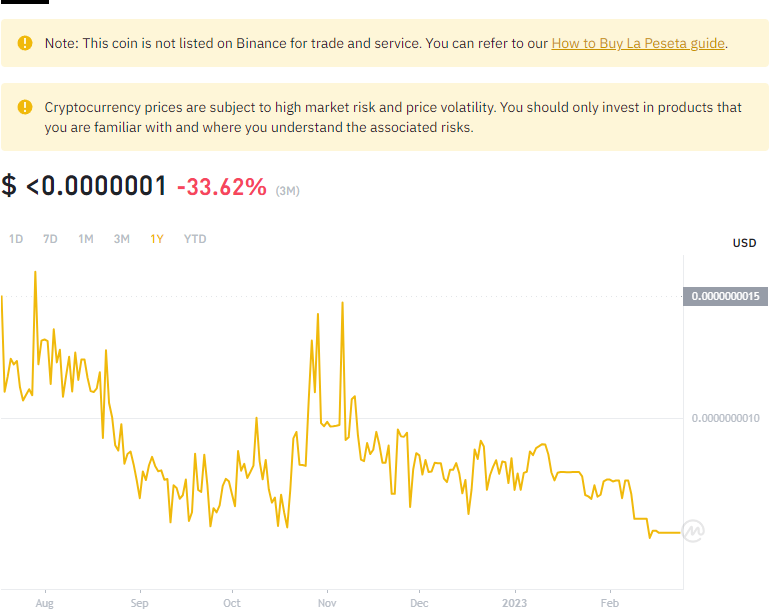 Note: This coin is not listed on Binance for trade and service. You can refer to our How to Buy La Peseta guide.
Cryptocurrency prices are subject to high market risk and price volatility. You should only invest in products that
you are familiar with and where you understand the associated risks.
$ <0.0000001 -33.62% (3M)
1D 7D 1M 3M 1Y YTD
USD
0.0000000015
0.0000000010
Aug Sep Oct Nov Dec 2023 Feb